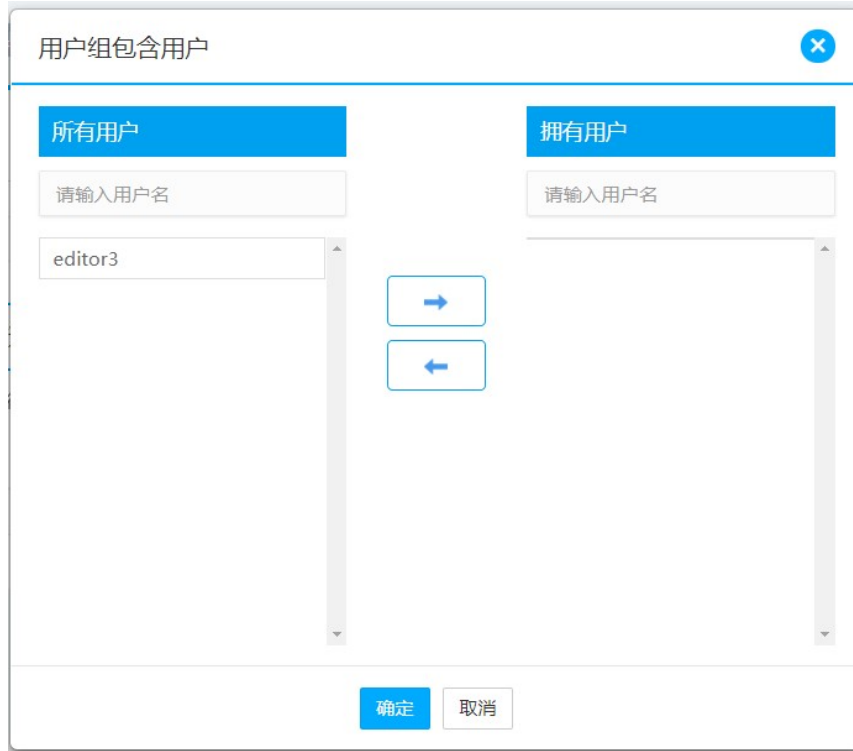 用户组包含用户
所有用户
拥有用户
请输入用户名
请输入用户名
editor3
确定
取消